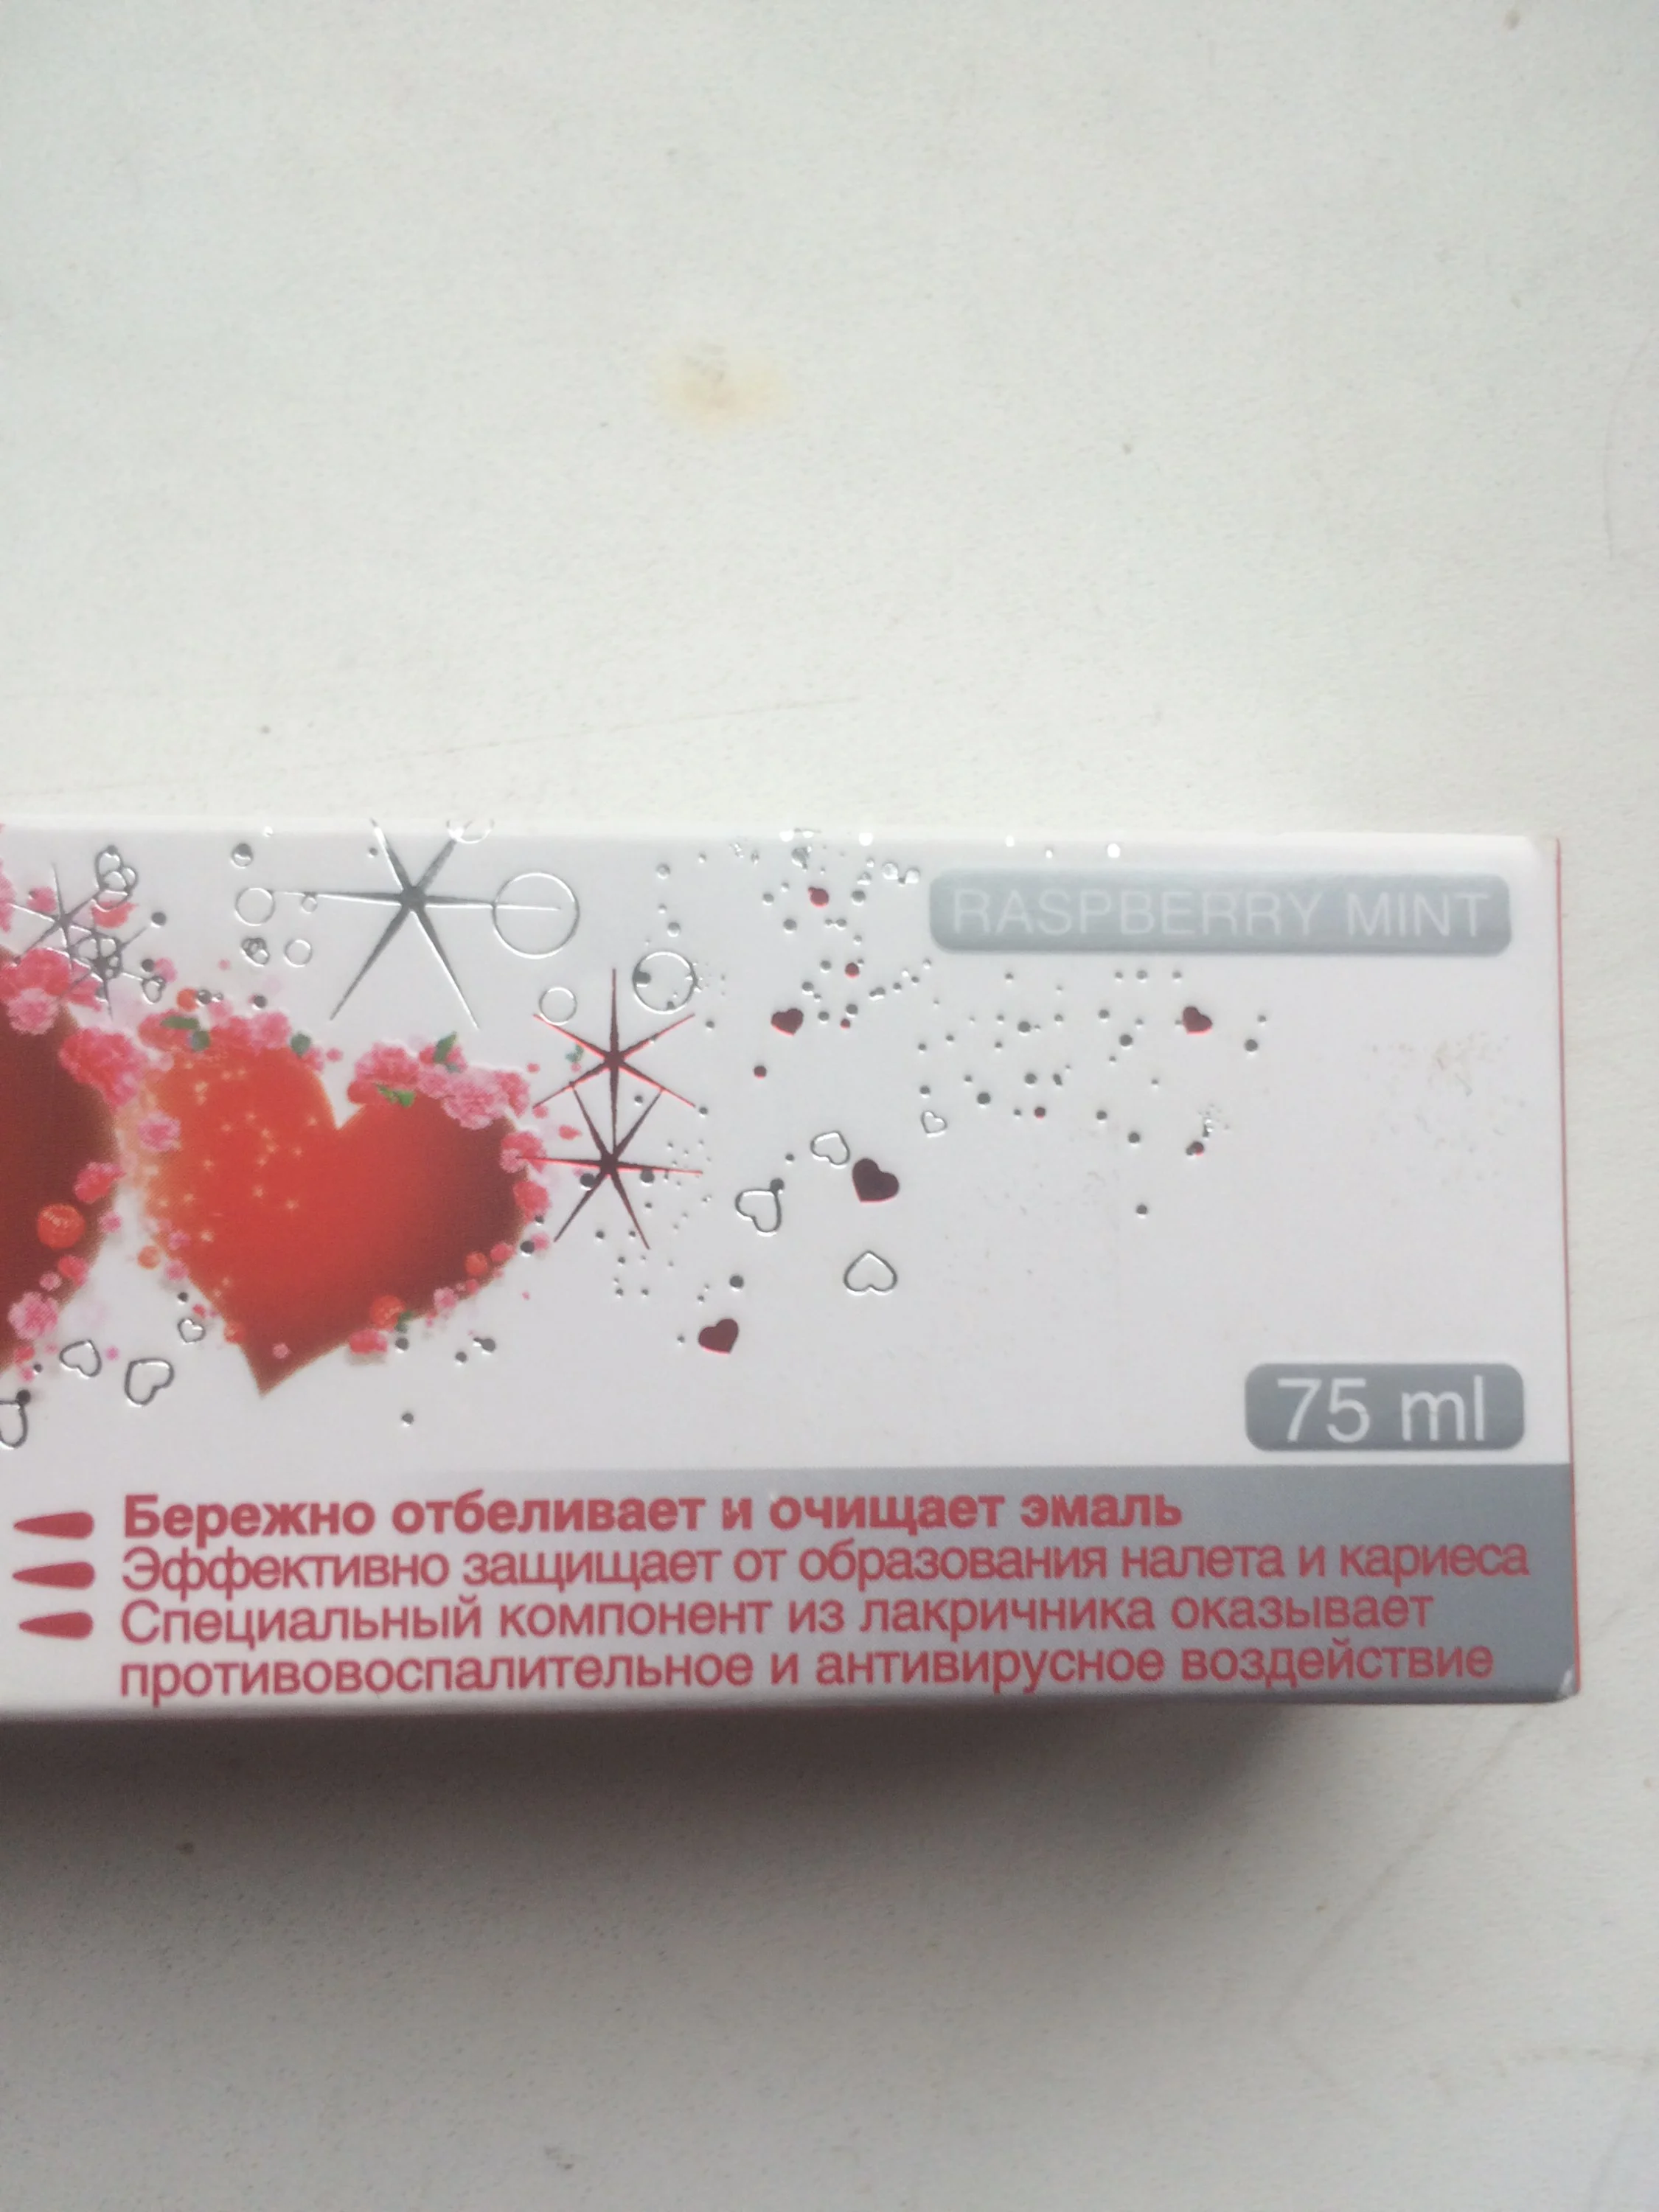 RASPBERRY MINT
75 ml
Бережно отбеливает и очищает эмаль
Эффективно защищает от образования налета и кариеса
Специальный компонент из лакричника оказывает
противовоспалительное и антивирусное воздействие